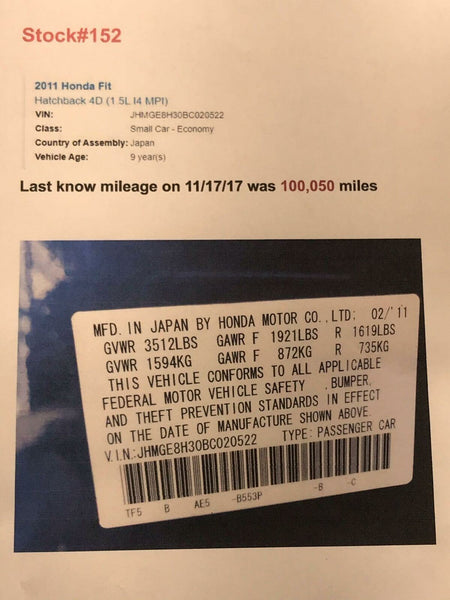 Stock#152
2011 Honda Fit
Hatchback 4D (1.5L I4 MPI)
VIN: JHMGE8H30BC020522
Class: Small Car - Economy
Country of Assembly: Japan
Vehicle Age: 9 year(s)
Last know mileage on 11/17/17 was 100,050 miles
MFD. IN JAPAN BY HONDA MOTOR CO., LTD: 02/'11
GVWR 3512LBS GAWR F 1921LBS R 1619LBS
GVWR 1594KG GAWR F 872KG R 735KG
THIS VEHICLE CONFORMS TO ALL APPLICABLE
FEDERAL MOTOR VEHICLE SAFETY , BUMPER,
AND THEFT PREVENTION STANDARDS IN EFFECT
ON THE DATE OF MANUFACTURE SHOWN ABOVE.
V.I.N.:JHMGE8H30BC020522 TYPE: PASSENGER CAR
TF5 B AE5 -B553P -B -C